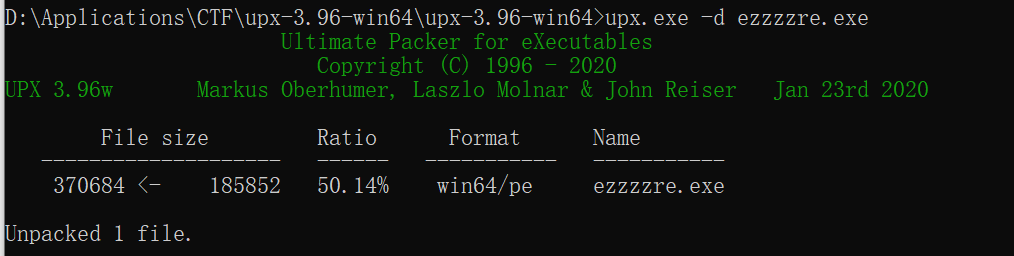 D:\Applications\CTF\upx-3.96-win64\upx-3.96-win64>upx.exe -d ezzzzre.exe
Ultimate Packer for eXecutables
Copyright (C) 1996 - 2020
UPX 3.96w Markus Oberhumer, Laszlo Molnar & John Reiser Jan 23rd 2020
File size Ratio Format Name
-------------------- ------ ----------- -----------
370684 <- 185852 50.14% win64/pe ezzzzre.exe
Unpacked 1 file.